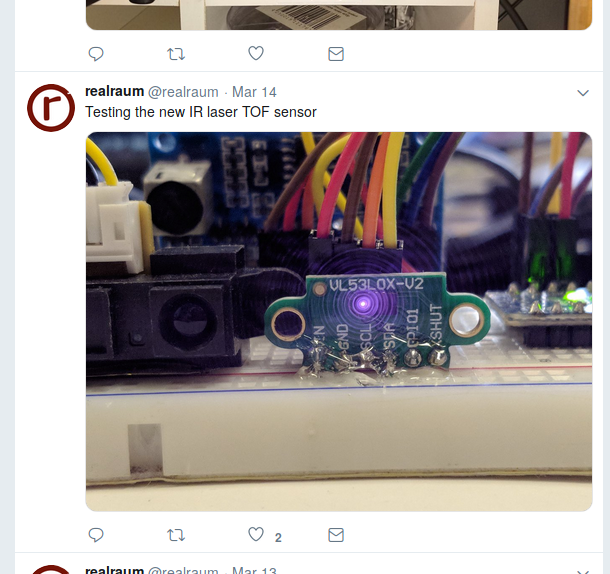 realraum @realraum · Mar 14
Testing the new IR laser TOF sensor
VL53L0X-V2
GND
SCL
SDA
GPIO1
XSHUT
2
realraum @realraum · Mar 13